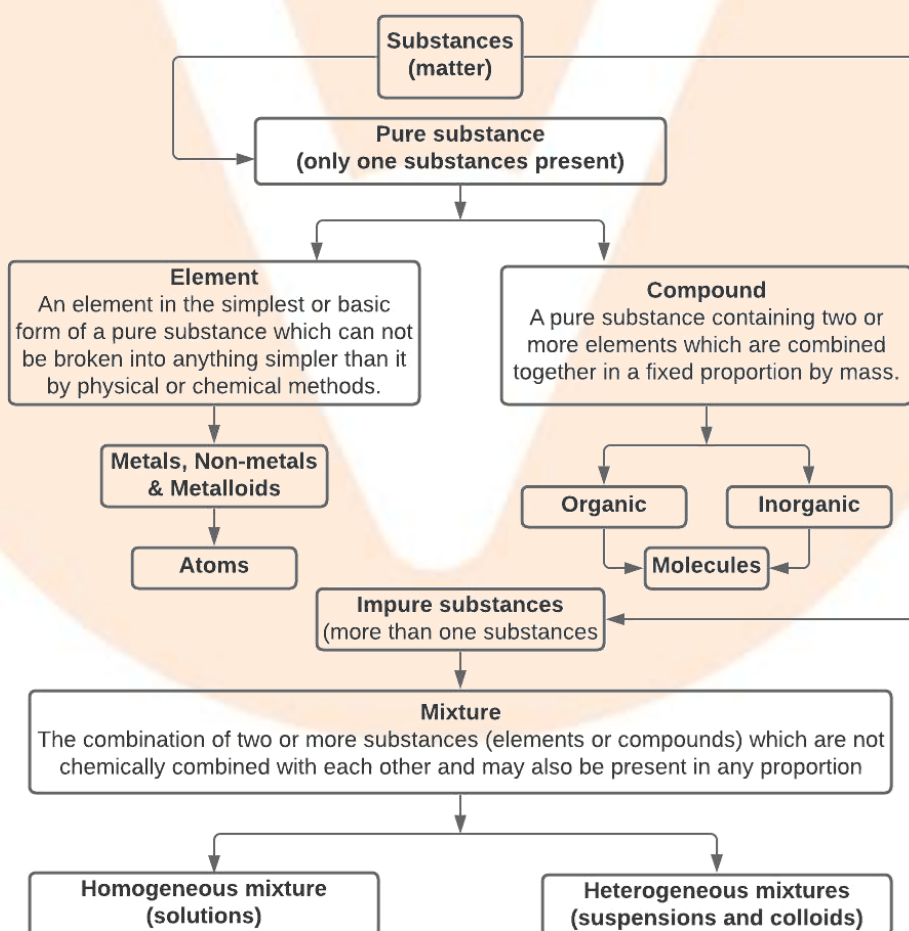 Substances
(matter)
Pure substance
(only one substances present)
Element
An element in the simplest or basic
form of a pure substance which can not
be broken into anything simpler than it
by physical or chemical methods.
Compound
A pure substance containing two or
more elements which are combined
together in a fixed proportion by mass.
Metals, Non-metals
& Metalloids
Organic
Inorganic
Atoms
Molecules
Impure substances
(more than one substances
Mixture
The combination of two or more substances (elements or compounds) which are not
chemically combined with each other and may also be present in any proportion
Homogeneous mixture
(solutions)
Heterogeneous mixtures
(suspensions and colloids)